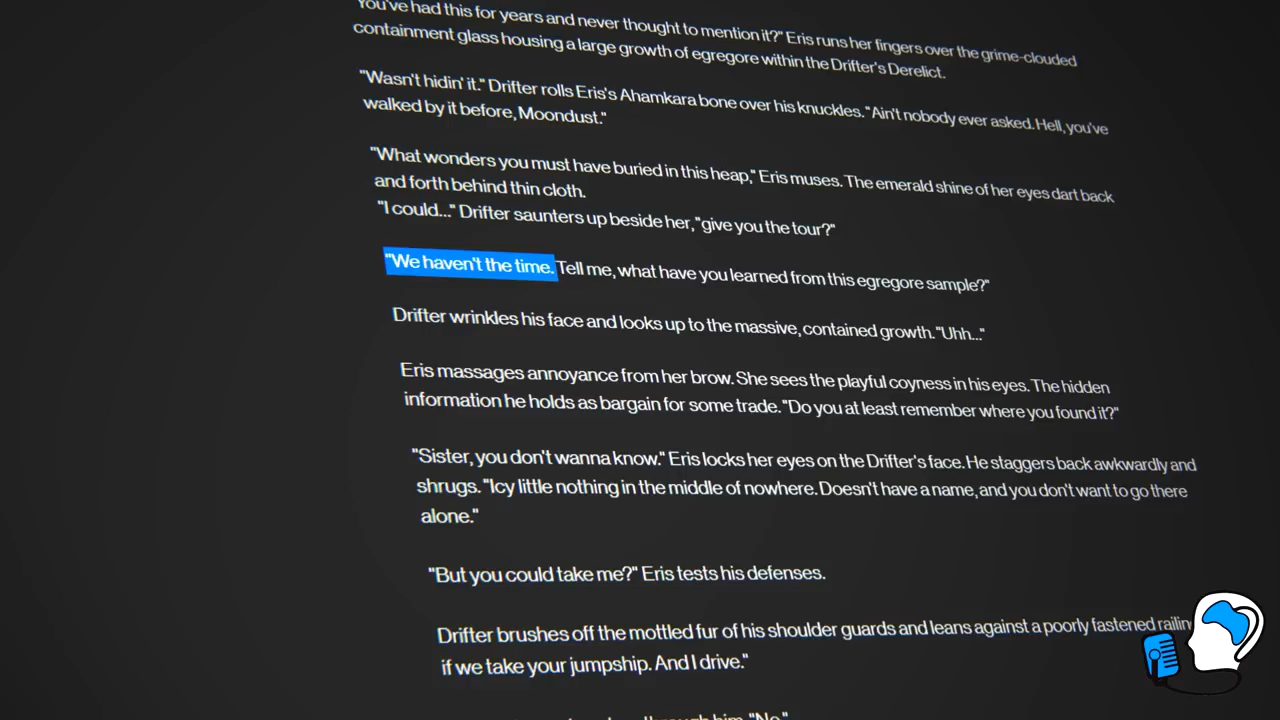 You've had this for years and never thought to mention it?" Eris runs her fingers over the grime-clouded
containment glass housing a large growth of egregore within the Drifter's Derelict.
"Wasn't hidin' it." Drifter rolls Eris's Ahamkara bone over his knuckles. "Ain't nobody ever asked. Hell, you've
walked by it before, Moondust."
"What wonders you must have buried in this heap," Eris muses. The emerald shine of her eyes dart back
and forth behind thin cloth.
"I could..." Drifter saunters up beside her, "give you the tour?"
"We haven't the time. Tell me, what have you learned from this egregore sample?"
Drifter wrinkles his face and looks up to the massive, contained growth. "Uhh..."
Eris massages annoyance from her brow. She sees the playful coyness in his eyes. The hidden
information he holds as bargain for some trade. "Do you at least remember where you found it?"
"Sister, you don't wanna know." Eris locks her eyes on the Drifter's face. He staggers back awkwardly and
shrugs. "Icy little nothing in the middle of nowhere. Doesn't have a name, and you don't want to go there
alone."
"But you could take me?" Eris tests his defenses.
Drifter brushes off the mottled fur of his shoulder guards and leans against a poorly fastened
if we take your jumpship. And I drive."
through him. "No."